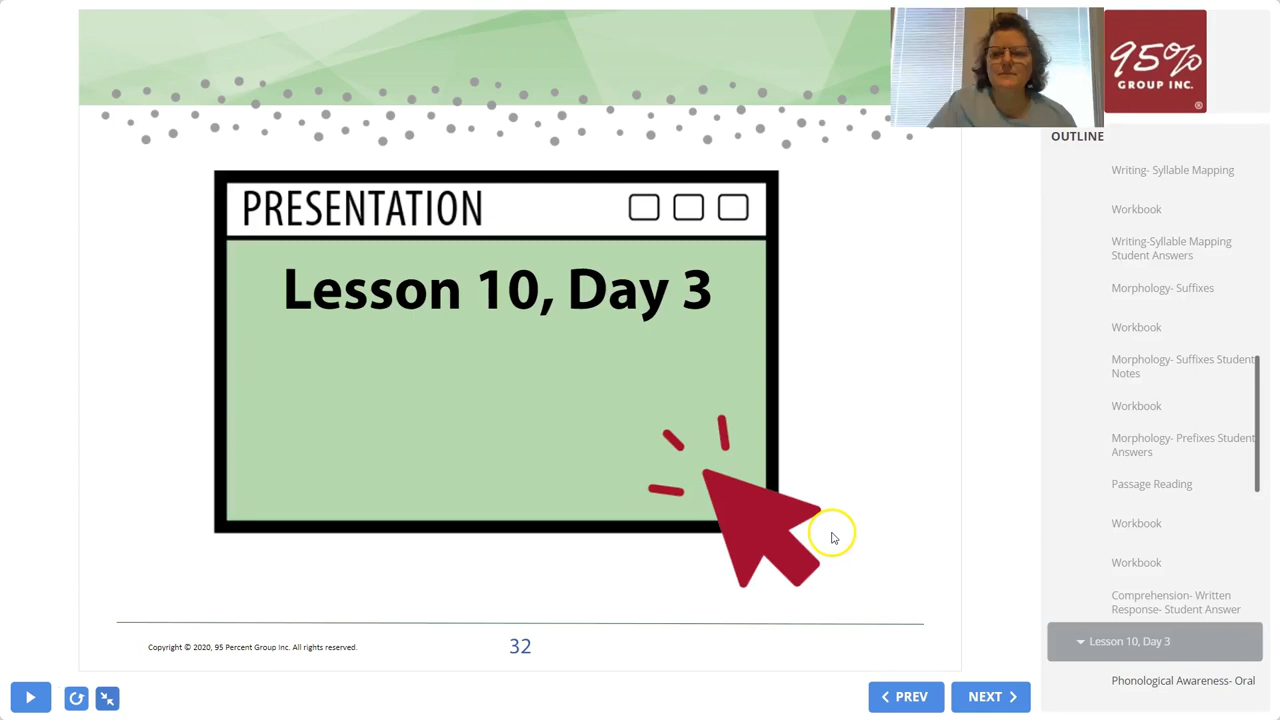 95%
GROUP INC.
®
OUTLINE
PRESENTATION
Lesson 10, Day 3
Copyright © 2020, 95 Percent Group Inc. All rights reserved.
32
Writing- Syllable Mapping
Workbook
Writing-Syllable Mapping
Student Answers
Morphology- Suffixes
Workbook
Morphology- Suffixes Student
Notes
Workbook
Morphology- Prefixes Student
Answers
Passage Reading
Workbook
Workbook
Comprehension- Written
Response- Student Answer
Lesson 10, Day 3
Phonological Awareness- Oral
PREV
NEXT